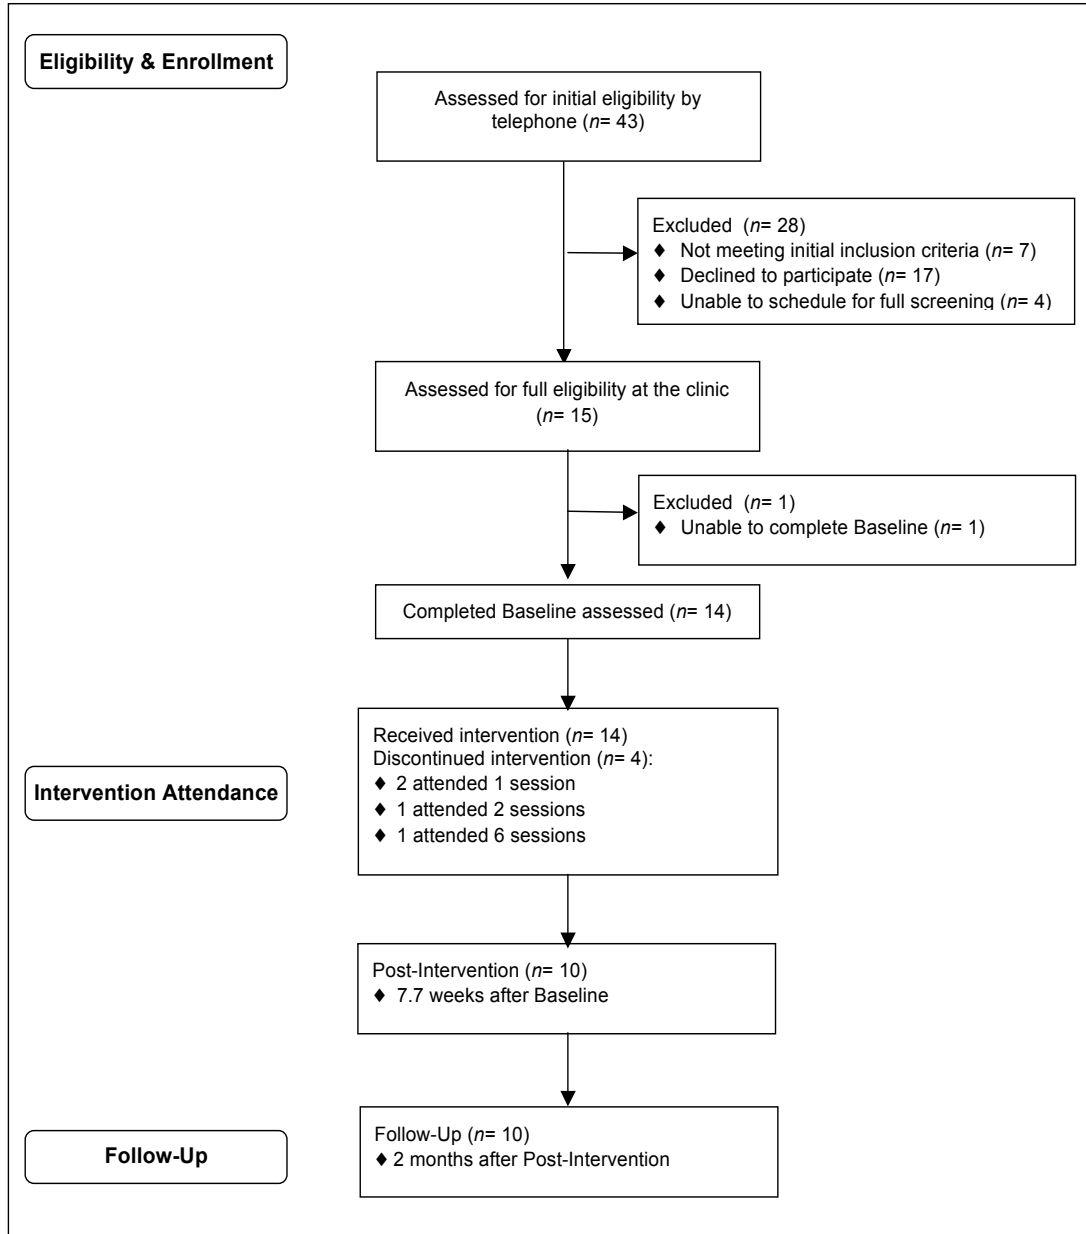 Eligibility & Enrollment
Assessed for initial eligibility by
telephone (n= 43)
Excluded (n= 28)
♦ Not meeting initial inclusion criteria (n= 7)
♦ Declined to participate (n= 17)
♦ Unable to schedule for full screening (n= 4)
Assessed for full eligibility at the clinic
(n= 15)
Excluded (n= 1)
♦ Unable to complete Baseline (n= 1)
Completed Baseline assessed (n= 14)
Received intervention (n= 14)
Discontinued intervention (n= 4):
♦ 2 attended 1 session
♦ 1 attended 2 sessions
♦ 1 attended 6 sessions
Intervention Attendance
Post-Intervention (n= 10)
♦ 7.7 weeks after Baseline
Follow-Up (n= 10)
♦ 2 months after Post-Intervention
Follow-Up